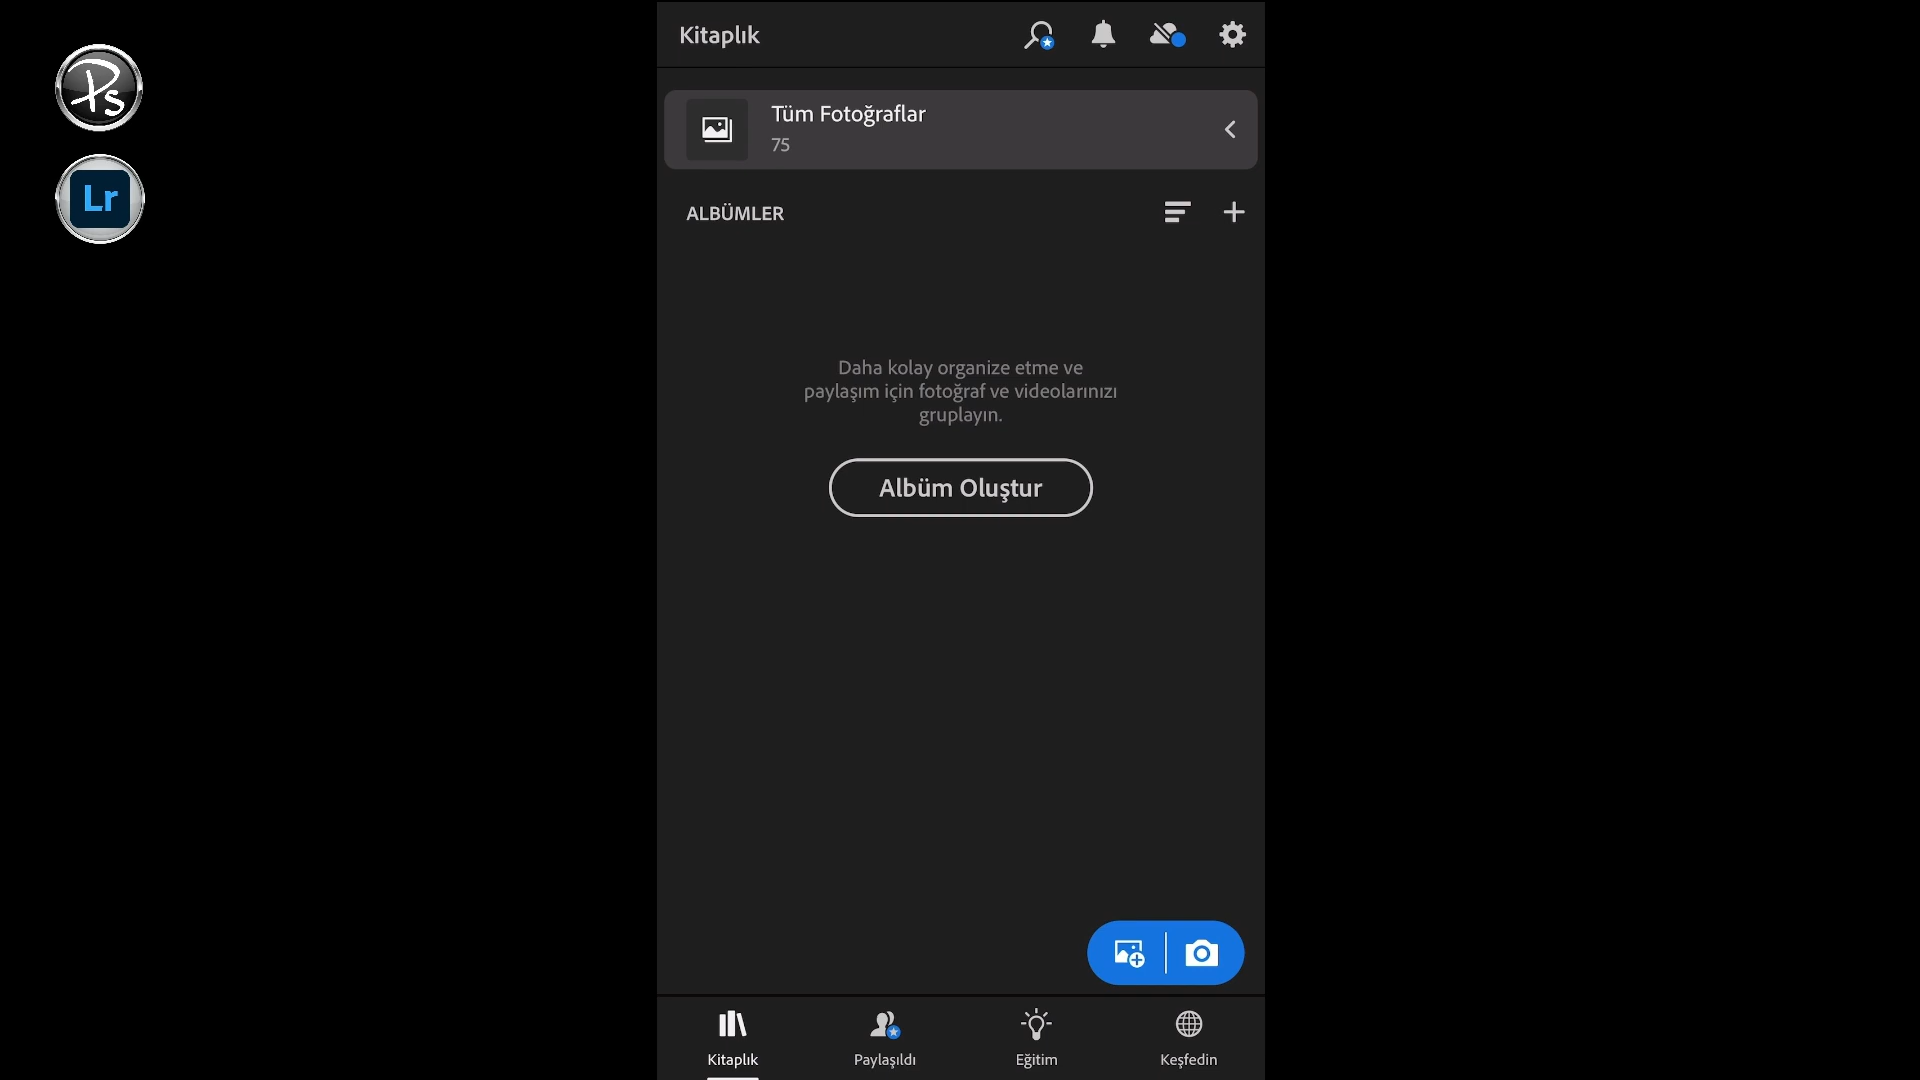 Ps
Lr
Kitaplık
Tüm Fotoğraflar
75
ALBÜMLER
Daha kolay organize etme ve
paylaşım için fotoğraf ve videolarınızı
gruplayın.
Albüm Oluştur
Kitaplık
Paylaşıldı
Eğitim
Keşfedin